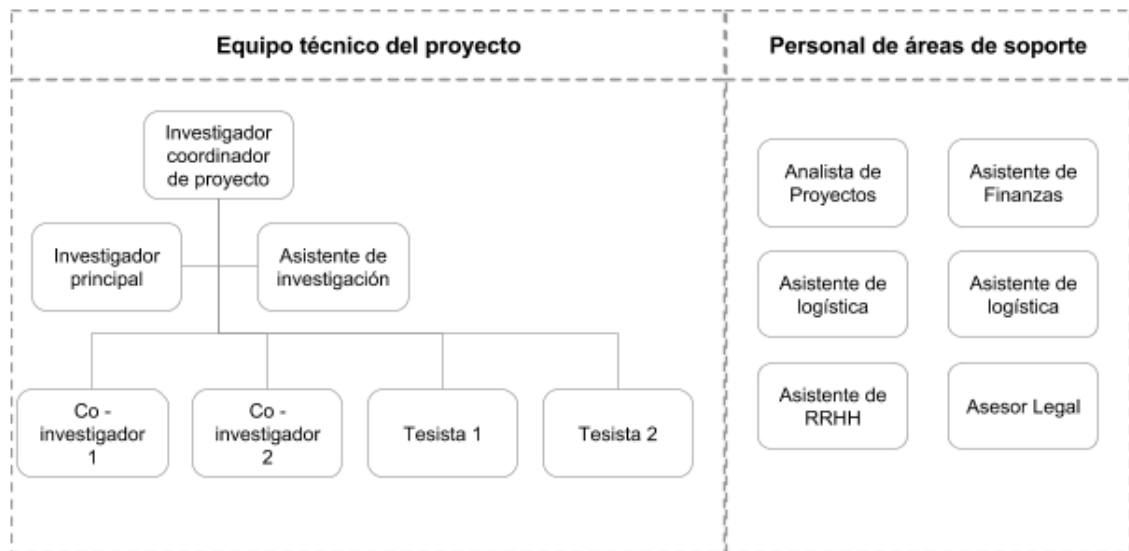 Equipo técnico del proyecto
Personal de áreas de soporte
Investigador
coordinador
de proyecto
Investigador
principal
Asistente de
investigación
Co -
investigador
1
Co -
investigador
2
Tesista 1
Tesista 2
Analista de
Proyectos
Asistente de
Finanzas
Asistente de
logística
Asistente de
logística
Asistente de
RRHH
Asesor Legal